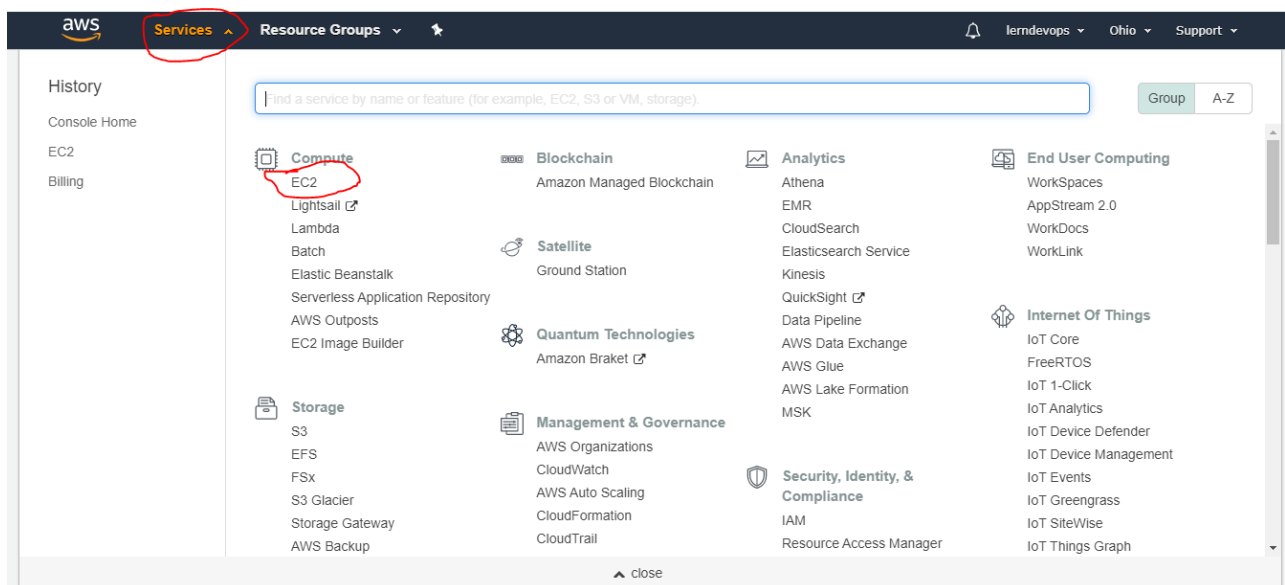 aws Services Resource Groups lerndevops Ohio Support
History
Console Home
EC2
Billing
Find a service by name or feature (for example, EC2, S3 or VM, storage).
Group A-Z
Compute
EC2
Lightsail
Lambda
Batch
Elastic Beanstalk
Serverless Application Repository
AWS Outposts
EC2 Image Builder
Storage
S3
EFS
FSx
S3 Glacier
Storage Gateway
AWS Backup
Blockchain
Amazon Managed Blockchain
Satellite
Ground Station
Quantum Technologies
Amazon Braket
Management & Governance
AWS Organizations
CloudWatch
AWS Auto Scaling
CloudFormation
CloudTrail
Analytics
Athena
EMR
CloudSearch
Elasticsearch Service
Kinesis
QuickSight
Data Pipeline
AWS Data Exchange
AWS Glue
AWS Lake Formation
MSK
Security, Identity, &
Compliance
IAM
Resource Access Manager
End User Computing
WorkSpaces
AppStream 2.0
WorkDocs
WorkLink
Internet Of Things
IoT Core
FreeRTOS
IoT 1-Click
IoT Analytics
IoT Device Defender
IoT Device Management
IoT Events
IoT Greengrass
IoT SiteWise
IoT Things Graph
close